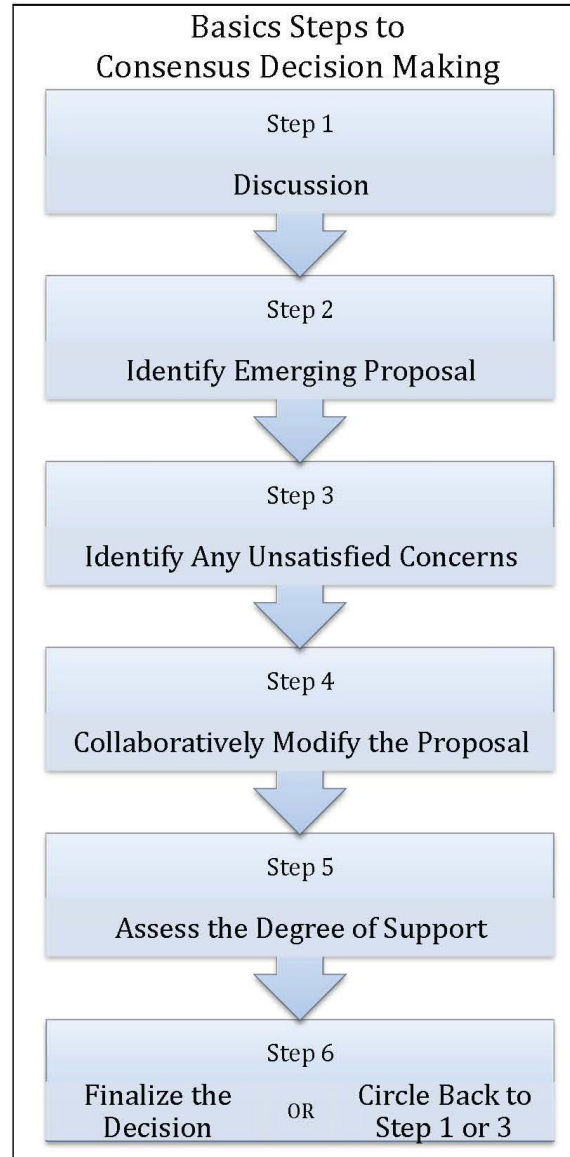 Basics Steps to
Consensus Decision Making
Step 1
Discussion
Step 2
Identify Emerging Proposal
Step 3
Identify Any Unsatisfied Concerns
Step 4
Collaboratively Modify the Proposal
Step 5
Assess the Degree of Support
Step 6
Finalize the
Decision
OR
Circle Back to
Step 1 or 3